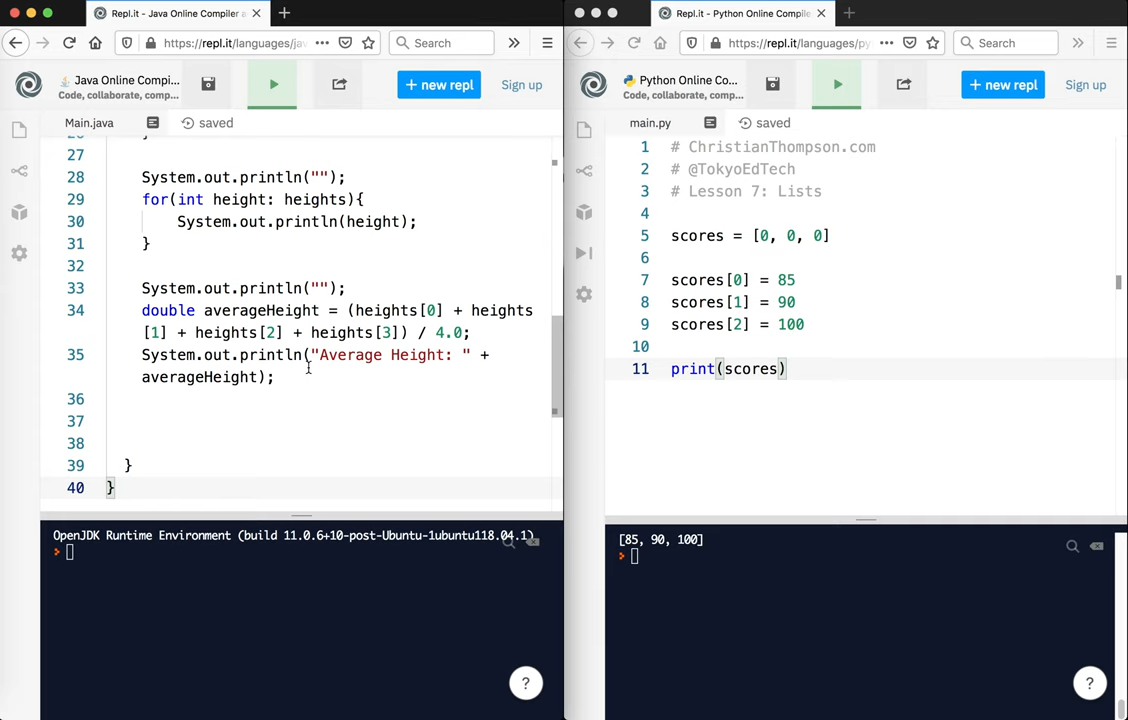 Repl.it - Java Online Compiler a
https://repl.it/languages/jav
Search
Java Online Compi...
Code, collaborate, comp...
+ new repl
Sign up
Main.java
saved
27
28 System.out.println("");
29 for(int height: heights){
30 System.out.println(height);
31 }
32
33 System.out.println("");
34 double averageHeight = (heights[0] + heights
[1] + heights[2] + heights[3]) / 4.0;
35 System.out.println("Average Height: " +
averageHeight);
36
37
38
39 }
40 }
OpenJDK Runtime Environment (build 11.0.6+10-post-Ubuntu-1ubuntu118.04.1)
?
Repl.it - Python Online Compile
https://repl.it/languages/py
Search
Python Online Co...
Code, collaborate, comp...
+ new repl
Sign up
main.py
saved
1 # ChristianThompson.com
2 # @TokyoEdTech
3 # Lesson 7: Lists
4
5 scores = [0, 0, 0]
6
7 scores[0] = 85
8 scores[1] = 90
9 scores[2] = 100
10
11 print(scores)
[85, 90, 100]
?